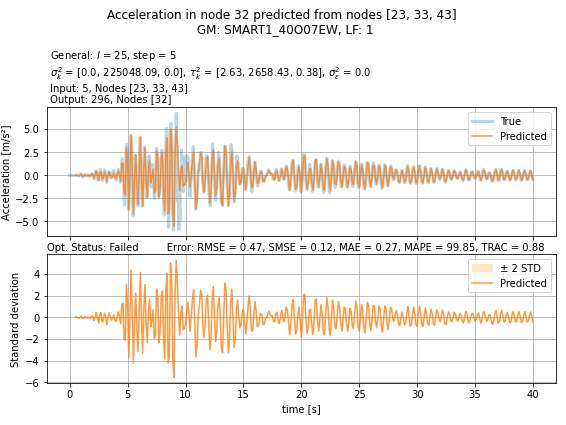 Acceleration in node 32 predicted from nodes [23, 33, 43]
GM: SMART1_40O07EW, LF: 1
General: l = 25, step = 5
σ²ₖ = [0.0, 225048.09, 0.0], τ²ₖ = [2.63, 2658.43, 0.38], σ²ε = 0.0
Input: 5, Nodes [23, 33, 43]
Output: 296, Nodes [32]
Acceleration [m/s²]
5.0
2.5
0.0
−2.5
−5.0
True
Predicted
Opt. Status: Failed Error: RMSE = 0.47, SMSE = 0.12, MAE = 0.27, MAPE = 99.85, TRAC = 0.88
Standard deviation
4
2
0
−2
−4
−6
± 2 STD
Predicted
0 5 10 15 20 25 30 35 40
time [s]